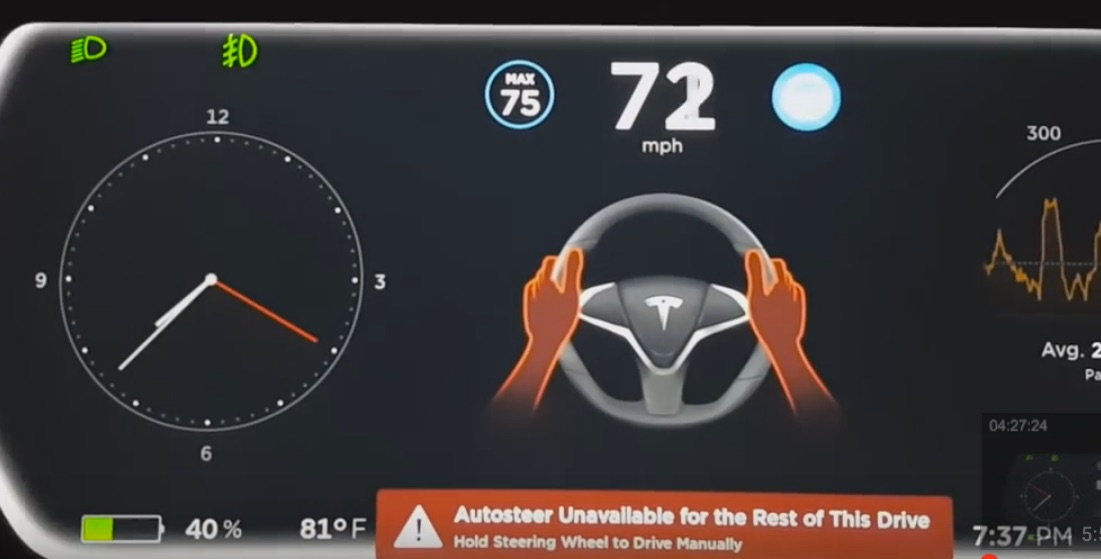 MAX
75
72
mph
12
9
3
6
300
Avg. 2
04:27:24
40 %
81°F
Autosteer Unavailable for the Rest of This Drive
Hold Steering Wheel to Drive Manually
7:37 PM